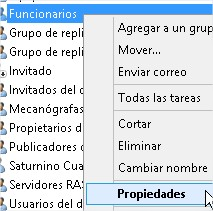 Funcionarios
Grupo de repli
Grupo de repli
Invitado
Invitados del d
Mecanógrafas
Propietarios d
Publicadores d
Saturnino Cua
Servidores RAS
Usuarios del d
Agregar a un grup
Mover...
Enviar correo
Todas las tareas
Cortar
Eliminar
Cambiar nombre
Propiedades